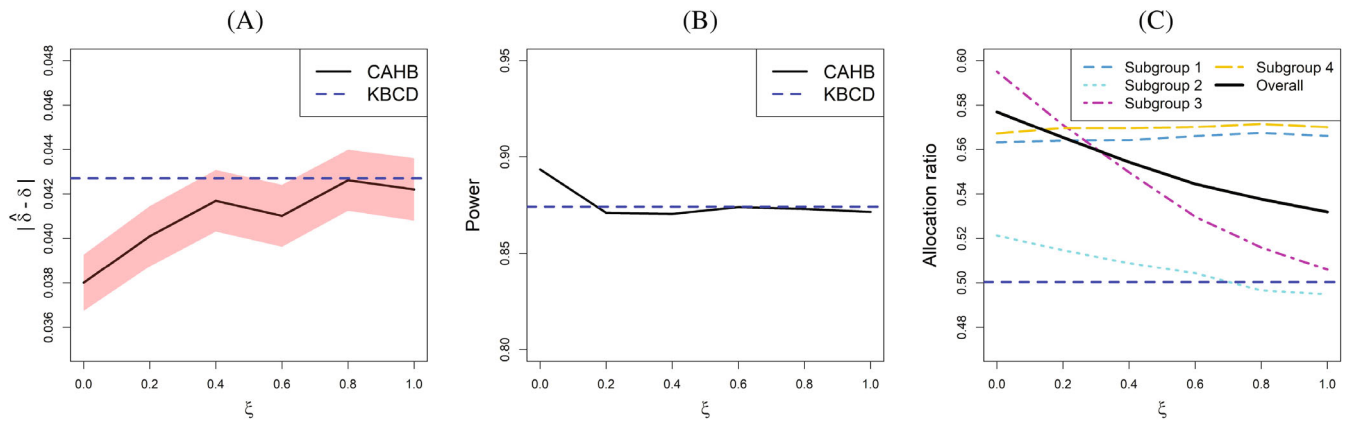 (A)
0.048
0.046
0.044
0.042
0.040
0.038
0.036
| δ̂ - δ |
CAHB
KBCD
0.0 0.2 0.4 0.6 0.8 1.0
ξ
(B)
0.95
0.90
0.85
0.80
Power
CAHB
KBCD
0.0 0.2 0.4 0.6 0.8 1.0
ξ
(C)
0.60
0.58
0.56
0.54
0.52
0.50
0.48
Allocation ratio
Subgroup 1 Subgroup 4
Subgroup 2 Overall
Subgroup 3
0.0 0.2 0.4 0.6 0.8 1.0
ξ